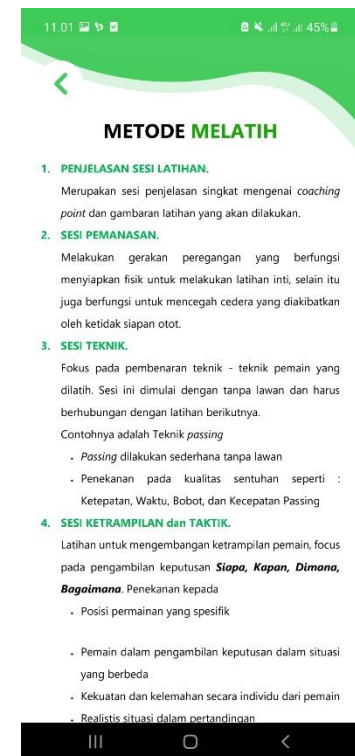 11.01
45%
METODE MELATIH
1. PENJELASAN SESI LATIHAN.
Merupakan sesi penjelasan singkat mengenai coaching
point dan gambaran latihan yang akan dilakukan.
2. SESI PEMANASAN.
Melakukan gerakan peregangan yang berfungsi
menyiapkan fisik untuk melakukan latihan inti, selain itu
juga berfungsi untuk mencegah cedera yang diakibatkan
oleh ketidak siapan otot.
3. SESI TEKNIK.
Fokus pada pembenaran teknik - teknik pemain yang
dilatih. Sesi ini dimulai dengan tanpa lawan dan harus
berhubungan dengan latihan berikutnya.
Contohnya adalah Teknik passing
• Passing dilakukan sederhana tanpa lawan
• Penekanan pada kualitas sentuhan seperti :
Ketepatan, Waktu, Bobot, dan Kecepatan Passing
4. SESI KETRAMPILAN dan TAKTIK.
Latihan untuk mengembangan ketrampilan pemain, focus
pada pengambilan keputusan Siapa, Kapan, Dimana,
Bagaimana. Penekanan kepada
• Posisi permainan yang spesifik
• Pemain dalam pengambilan keputusan dalam situasi
yang berbeda
• Kekuatan dan kelemahan secara individu dari pemain
• Realistis situasi dalam pertandingan